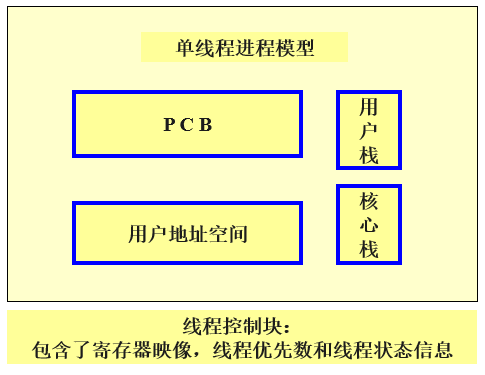 单线程进程模型
P C B
用户栈
用户地址空间
核心栈
线程控制块：
包含了寄存器映像，线程优先数和线程状态信息